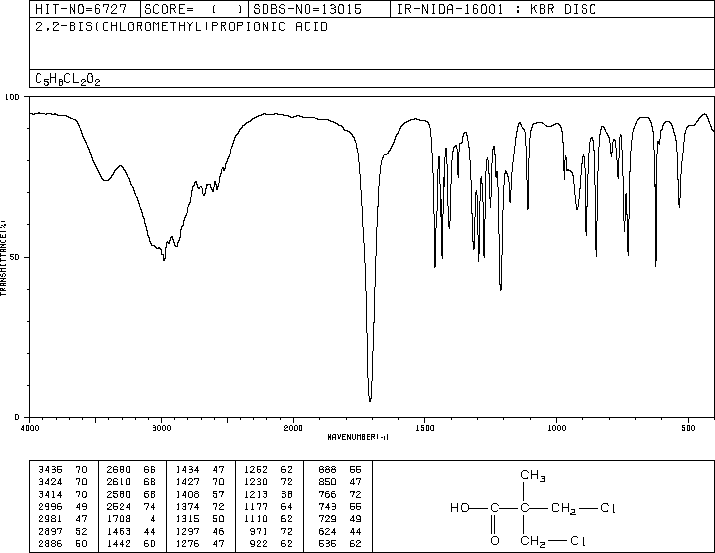 HIT-NO=6727 SCORE= ( ) SDBS-NO=13015 IR-NIDA-16001 : KBR DISC
2,2-BIS(CHLOROMETHYL)PROPIONIC ACID
C5H8CL2O2
100
50
0
TRANSMITTANCE(%)
4000 3000 2000 1500 1000 500
WAVENUMBER(-1)
3435 70 2680 66 1434 47 1252 62 888 55
3424 70 2610 68 1427 70 1230 72 850 47
3414 70 2580 68 1408 57 1213 38 766 72
2996 49 2524 74 1374 72 1177 64 743 55
2981 47 1708 4 1315 50 1110 62 729 49
2897 52 1463 44 1297 46 971 72 624 44
2886 50 1442 60 1276 47 922 62 535 62
CH3
HO C C CH2 Cl
O CH2 Cl